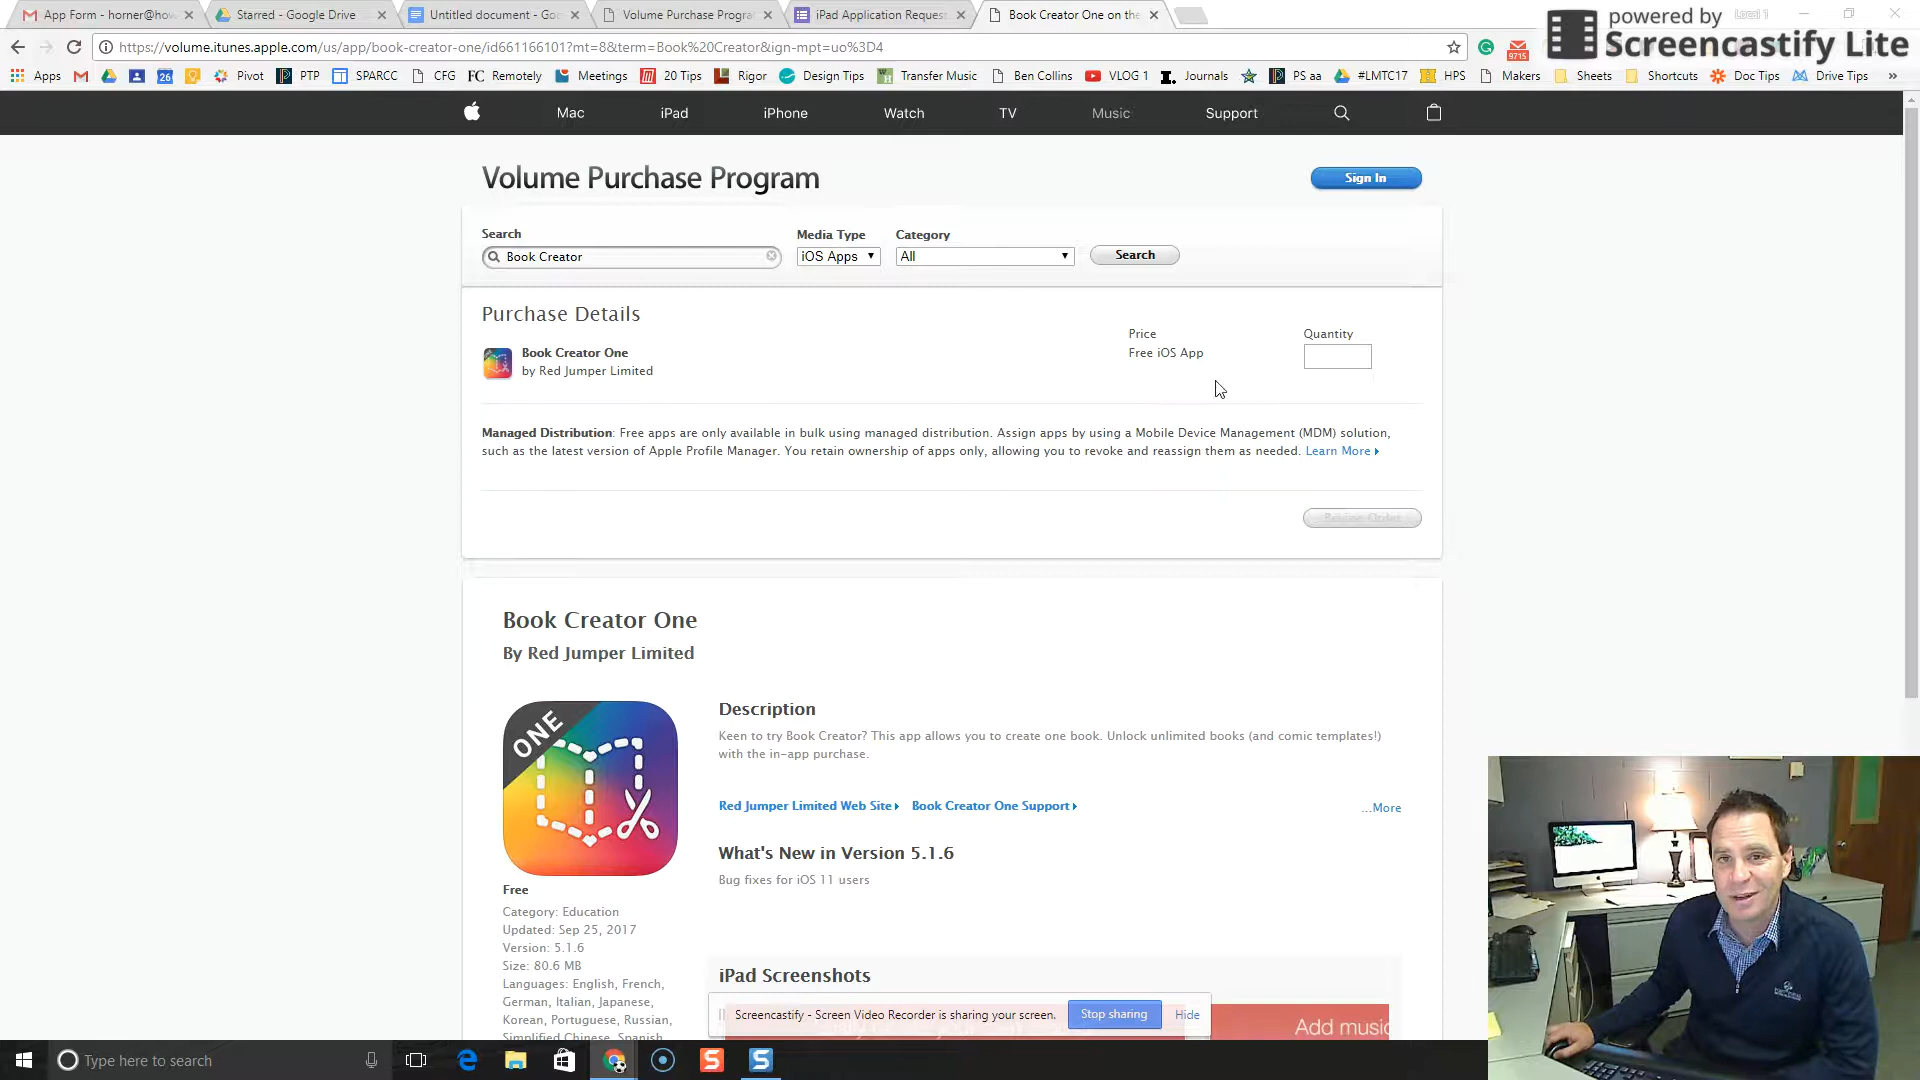 App Form - horner@how
Starred - Google Drive
Untitled document - Goo
Volume Purchase Progra
iPad Application Reques
Book Creator One on the
Local 1
powered by
Screencastify Lite
https://volume.itunes.apple.com/us/app/book-creator-one/id661166101?mt=8&term=Book%20Creator&ign-mpt=uo%3D4
9715
Apps
26
Pivot
PTP
SPARCC
CFG
FC Remotely
Meetings
20 Tips
Rigor
Design Tips
Transfer Music
Ben Collins
VLOG 1
Journals
PS aa
#LMTC17
HPS
Makers
Sheets
Shortcuts
Doc Tips
Drive Tips
»
Mac
iPad
iPhone
Watch
TV
Music
Support
Volume Purchase Program
Sign In
Search
Media Type
Category
Book Creator
iOS Apps
All
Search
Purchase Details
Price
Quantity
Book Creator One
Free iOS App
by Red Jumper Limited
Managed Distribution: Free apps are only available in bulk using managed distribution. Assign apps by using a Mobile Device Management (MDM) solution,
such as the latest version of Apple Profile Manager. You retain ownership of apps only, allowing you to revoke and reassign them as needed. Learn More
Review Order
Book Creator One
By Red Jumper Limited
ONE
Description
Keen to try Book Creator? This app allows you to create one book. Unlock unlimited books (and comic templates!)
with the in-app purchase.
Red Jumper Limited Web Site
Book Creator One Support
...More
What's New in Version 5.1.6
Bug fixes for iOS 11 users
Free
Category: Education
Updated: Sep 25, 2017
Version: 5.1.6
Size: 80.6 MB
Languages: English, French,
German, Italian, Japanese,
Korean, Portuguese, Russian,
Simplified Chinese, Spanish,
iPad Screenshots
Screencastify - Screen Video Recorder is sharing your screen.
Stop sharing
Hide
Add music
Type here to search